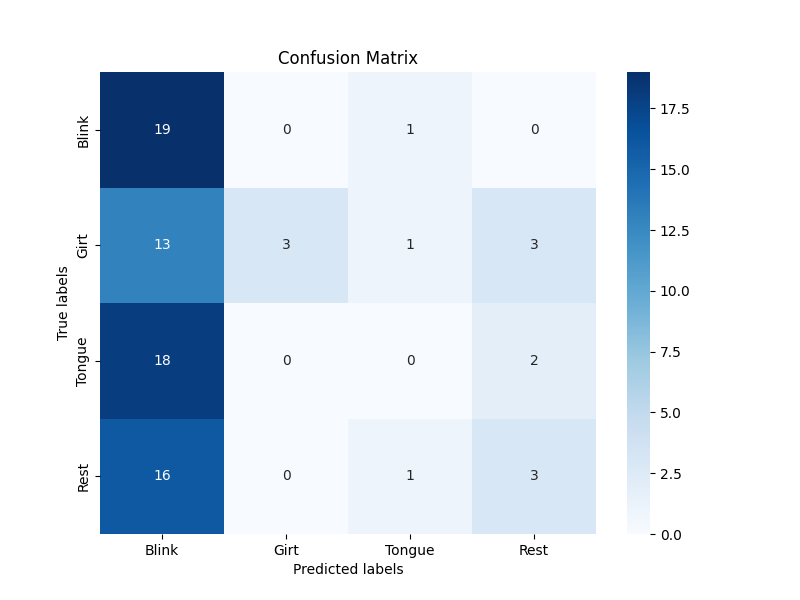 Confusion Matrix
Blink
19
0
1
0
Girt
13
3
1
3
Tongue
18
0
0
2
Rest
16
0
1
3
Blink
Girt
Tongue
Rest
Predicted labels
True labels
17.5
15.0
12.5
10.0
7.5
5.0
2.5
0.0